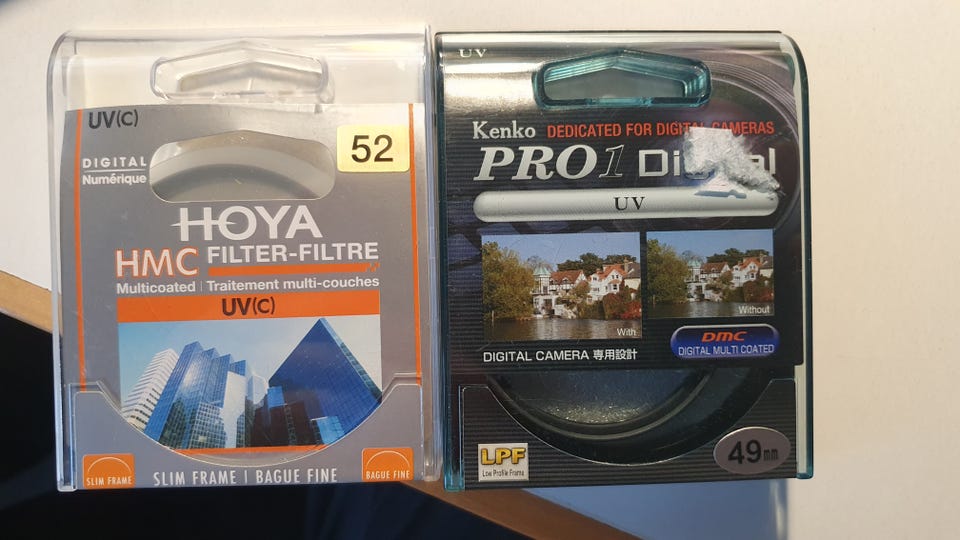 UV(C)
52
DIGITAL
Numérique
HOYA
HMC FILTER-FILTRE
Multicoated | Traitement multi-couches
UV(C)
SLIM FRAME
SLIM FRAME | BAGUE FINE
BAGUE FINE
UV
Kenko DEDICATED FOR DIGITAL CAMERAS
PRO1
UV
With
Without
DIGITAL CAMERA 専用設計
DMC
DIGITAL MULTI COATED
LPF
Low Profile Frame
49mm